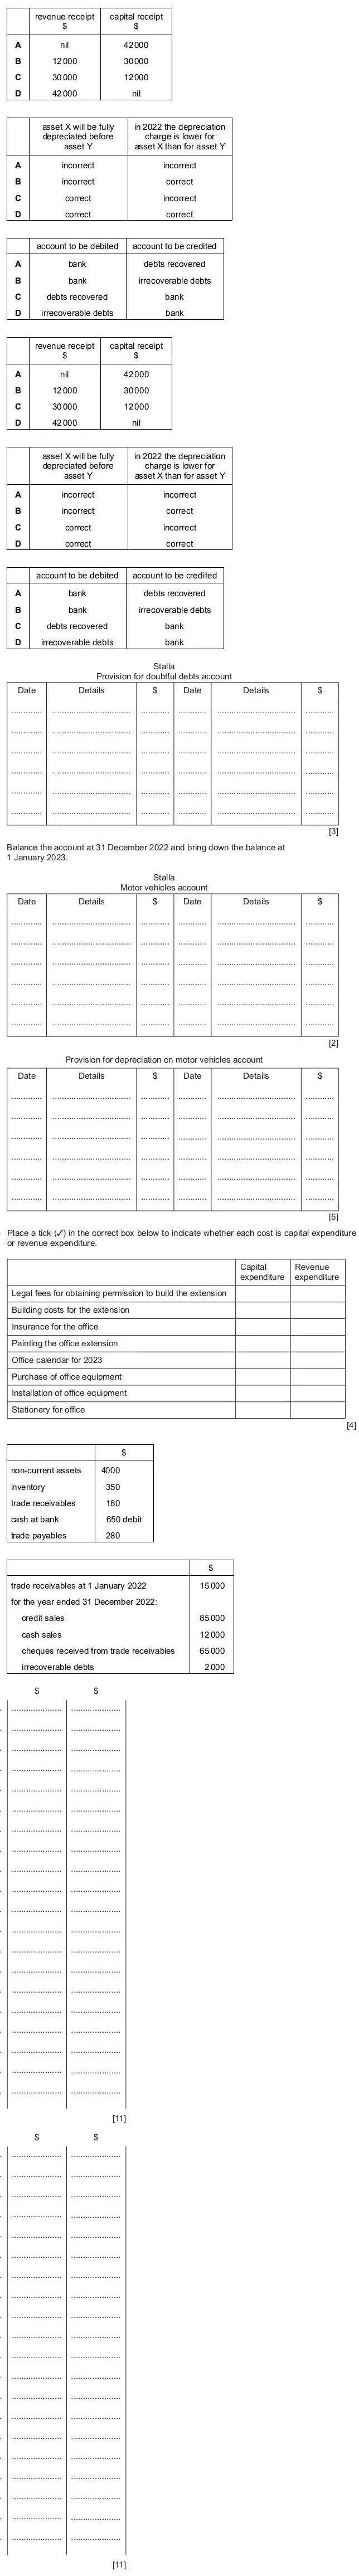 revenue receipt capital receipt
$ $
A nil 42000
B 12000 30000
C 30000 12000
D 42000 nil
asset X will be fully in 2022 the depreciation
depreciated before charge is lower for
asset Y asset X than for asset Y
A incorrect incorrect
B incorrect correct
C correct incorrect
D correct correct
account to be debited account to be credited
A bank debts recovered
B bank irrecoverable debts
C debts recovered bank
D irrecoverable debts bank
revenue receipt capital receipt
$ $
A nil 42000
B 12000 30000
C 30000 12000
D 42000 nil
asset X will be fully in 2022 the depreciation
depreciated before charge is lower for
asset Y asset X than for asset Y
A incorrect incorrect
B incorrect correct
C correct incorrect
D correct correct
account to be debited account to be credited
A bank debts recovered
B bank irrecoverable debts
C debts recovered bank
D irrecoverable debts bank
Stalla
Provision for doubtful debts account
Date Details $ Date Details $
[3]
Balance the account at 31 December 2022 and bring down the balance at
1 January 2023.
Stalla
Motor vehicles account
Date Details $ Date Details $
[2]
Provision for depreciation on motor vehicles account
Date Details $ Date Details $
[5]
Place a tick (✓) in the correct box below to indicate whether each cost is capital expenditure
or revenue expenditure.
Capital Revenue
expenditure expenditure
Legal fees for obtaining permission to build the extension
Building costs for the extension
Insurance for the office
Painting the office extension
Office calendar for 2023
Purchase of office equipment
Installation of office equipment
Stationery for office
[4]
$
non-current assets 4000
inventory 350
trade receivables 180
cash at bank 650 debit
trade payables 280
$
trade receivables at 1 January 2022 15000
for the year ended 31 December 2022:
credit sales 85000
cash sales 12000
cheques received from trade receivables 65000
irrecoverable debts 2000
$ $
[11]
$ $
[11]